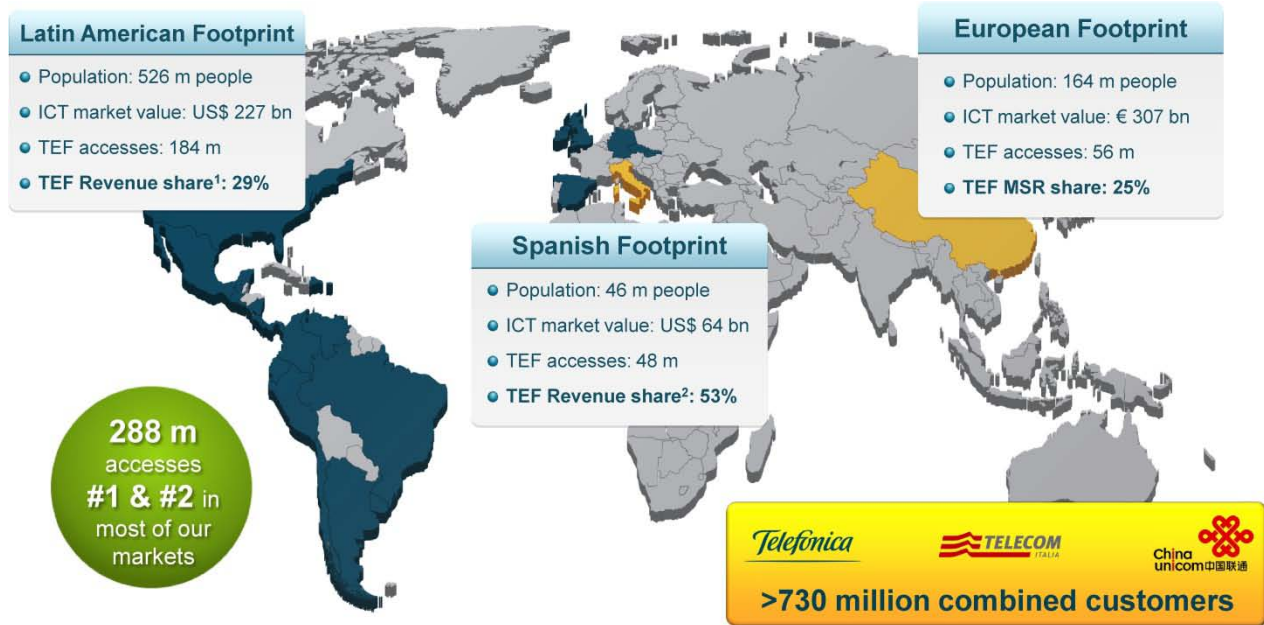 Latin American Footprint
Population: 526 m people
ICT market value: US$ 227 bn
TEF accesses: 184 m
TEF Revenue share¹: 29%
European Footprint
Population: 164 m people
ICT market value: € 307 bn
TEF accesses: 56 m
TEF MSR share: 25%
Spanish Footprint
Population: 46 m people
ICT market value: US$ 64 bn
TEF accesses: 48 m
TEF Revenue share²: 53%
288 m
accesses
#1 & #2 in
most of our
markets
Telefónica
TELECOM
ITALIA
China
unicom中国联通
>730 million combined customers